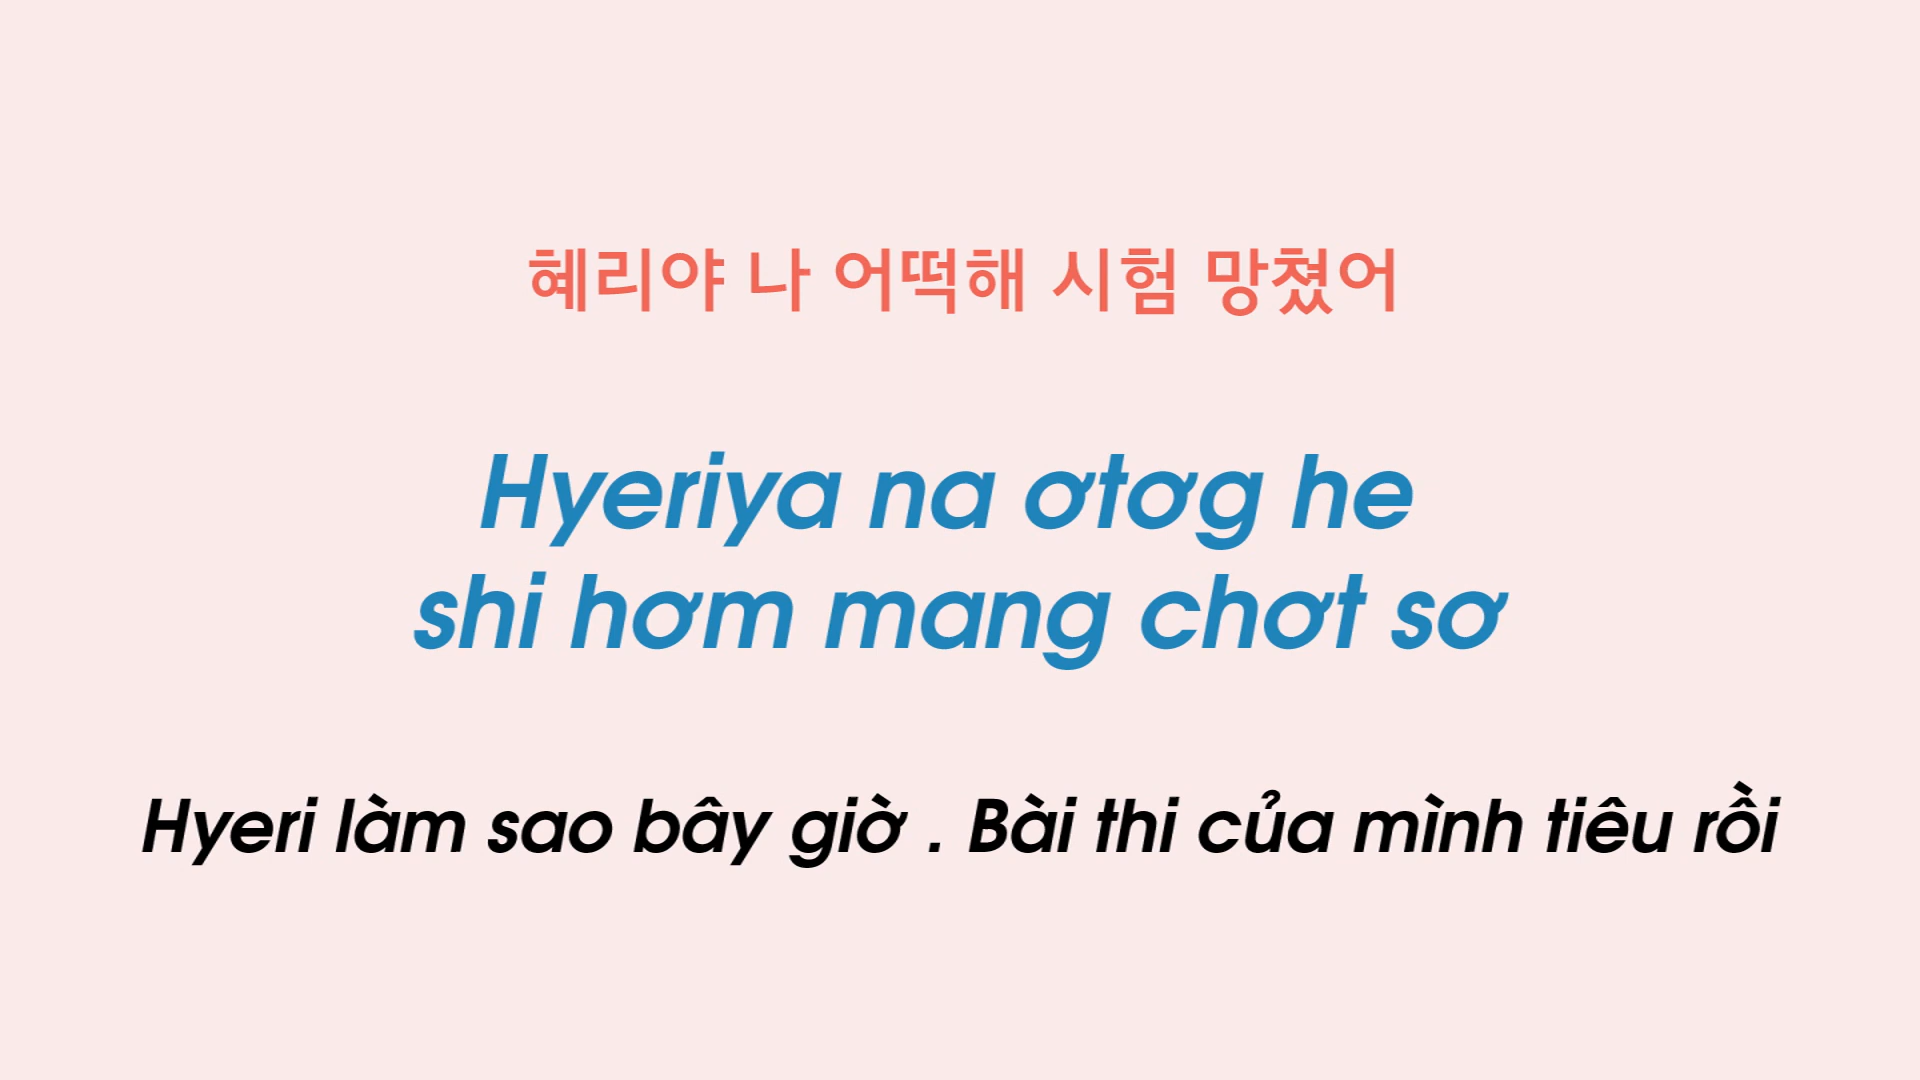 혜리야 나 어떡해 시험 망쳤어
Hyeriya na ơtơg he
shi hơm mang chơt sơ
Hyeri làm sao bây giờ . Bài thi của mình tiêu rồi